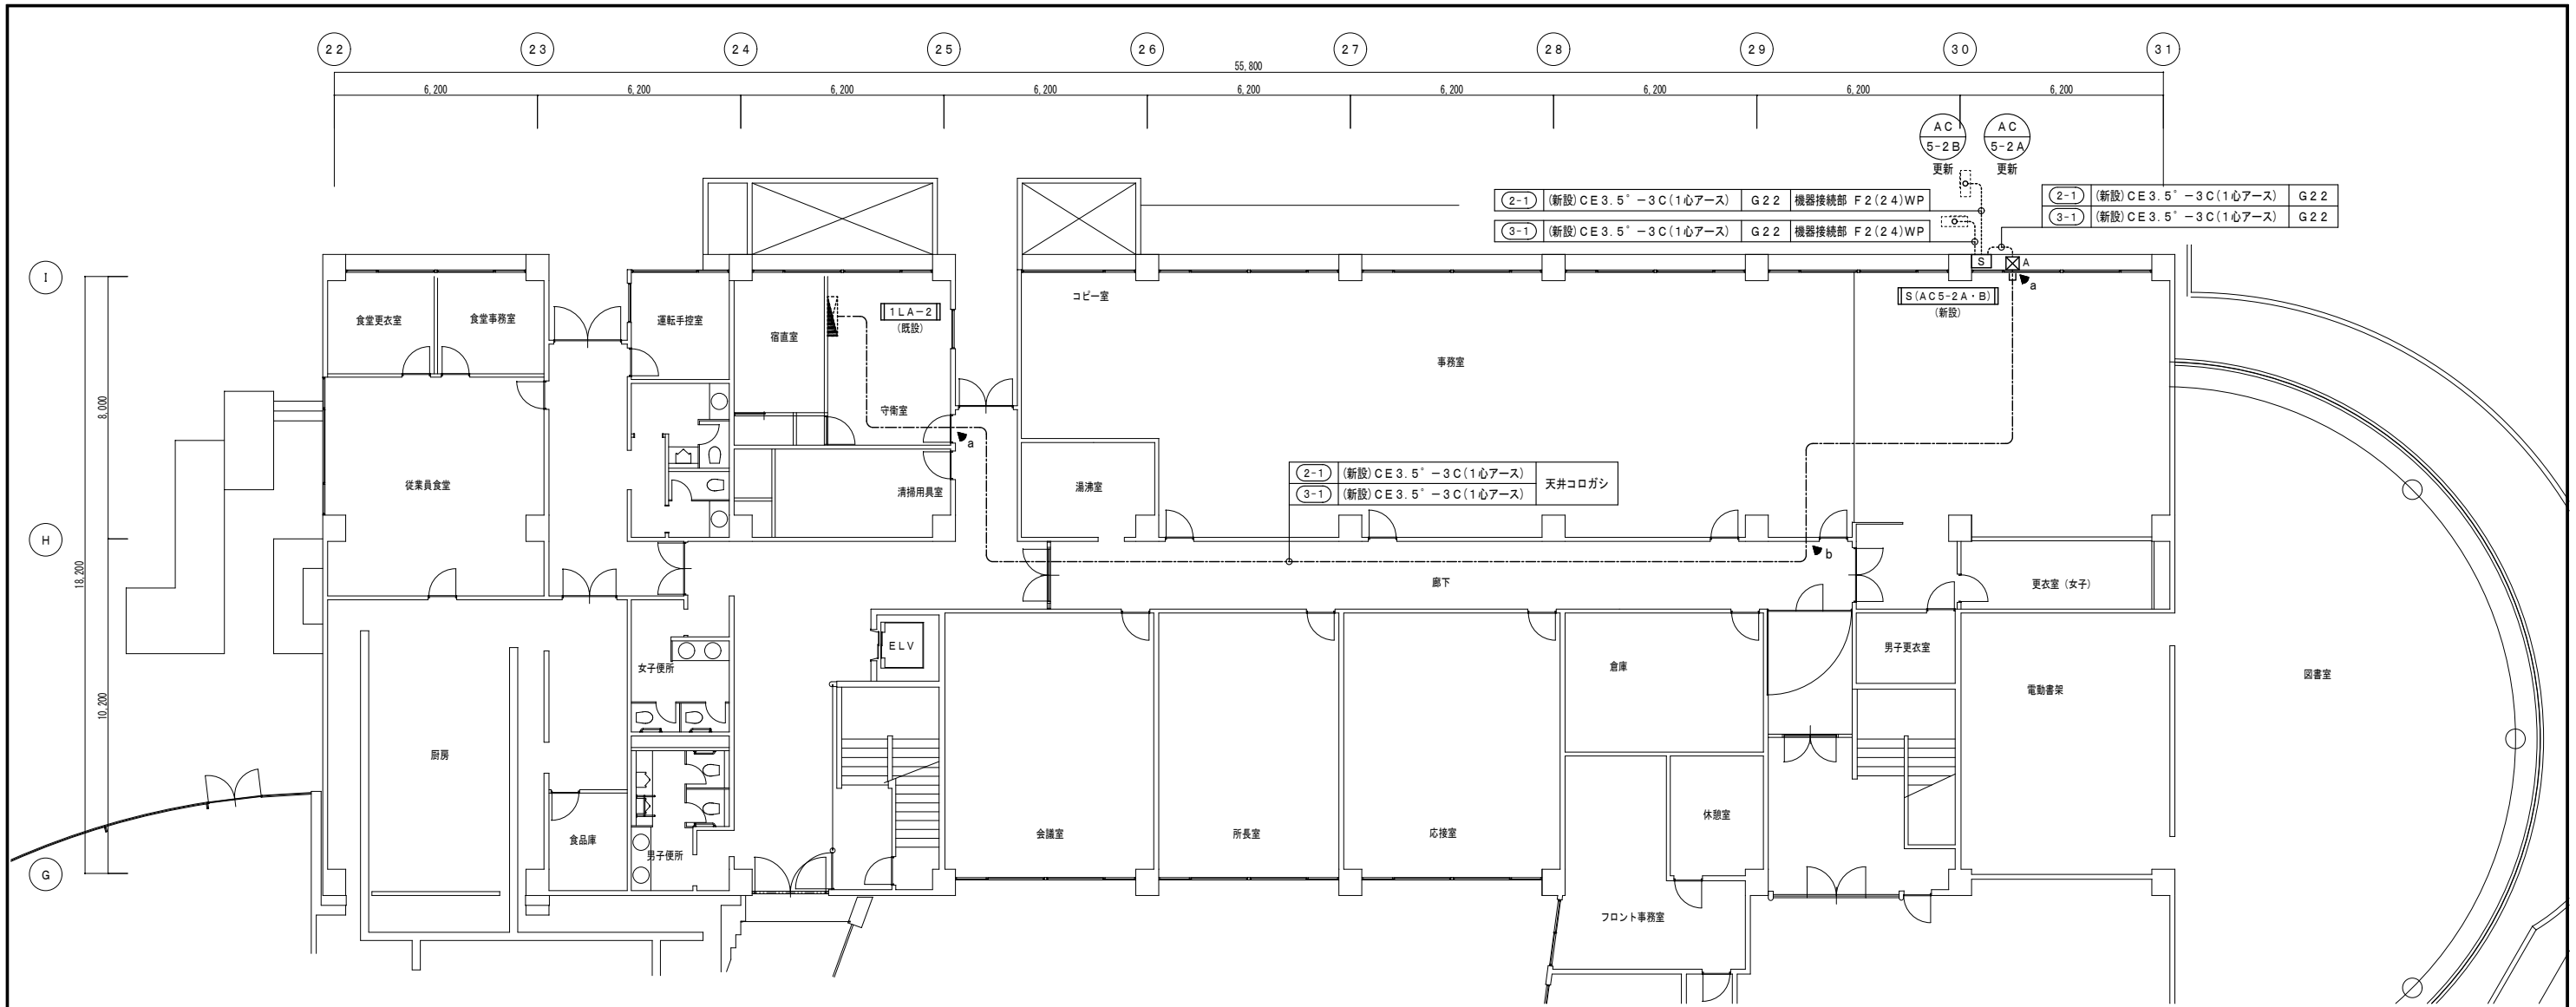 22 23 24 25 26 27 28 29 30 31
55,800
6,200 6,200 6,200 6,200 6,200 6,200 6,200 6,200 6,200
AC 5-2B
更新
AC 5-2A
更新
2-1 (新設)CE3.5°-3C(1心アース) G22 機器接続部 F2(24)WP
3-1 (新設)CE3.5°-3C(1心アース) G22 機器接続部 F2(24)WP
2-1 (新設)CE3.5°-3C(1心アース) G22
3-1 (新設)CE3.5°-3C(1心アース) G22
I
S
A
a
S(AC5-2A・B)
(新設)
コピー室
1LA-2
(既設)
食堂更衣室
食堂事務室
運転手控室
宿直室
事務室
守衛室
a
8,000
従業員食堂
清掃用具室
湯沸室
2-1 (新設)CE3.5°-3C(1心アース)
3-1 (新設)CE3.5°-3C(1心アース)
天井コロガシ
H
18,200
b
廊下
更衣室(女子)
ELV
女子便所
倉庫
男子更衣室
図書室
電動書架
10,200
厨房
休憩室
会議室
所長室
応接室
食品庫
男子便所
G
フロント事務室